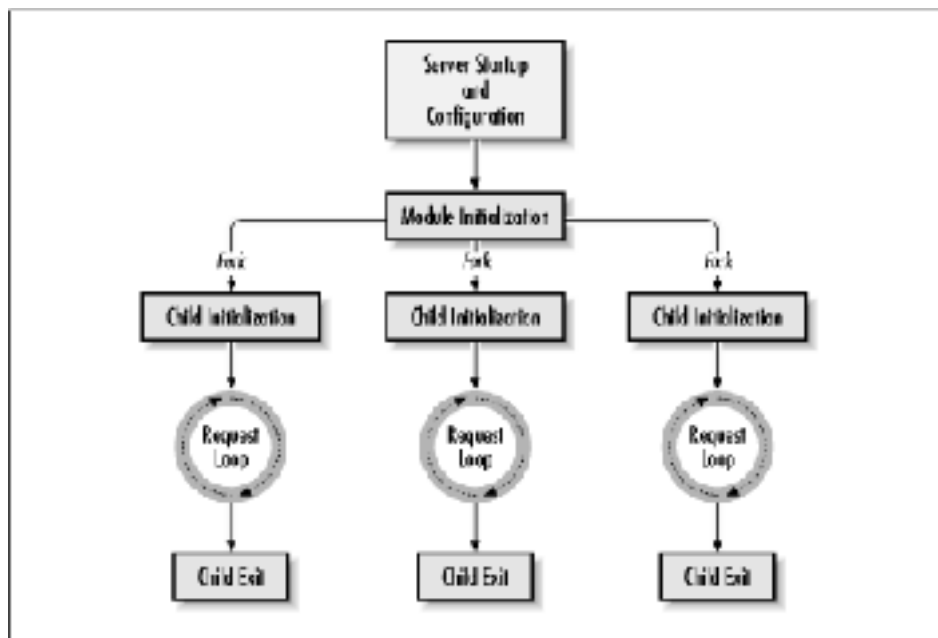 Server Startup
and
Configuration
Module Initialization
Fork
Fork
Fork
Child Initialization
Child Initialization
Child Initialization
Request
Loop
Request
Loop
Request
Loop
Child Exit
Child Exit
Child Exit